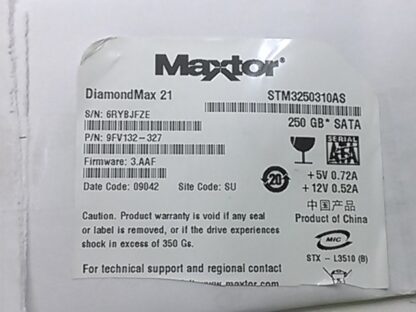 Maxtor®
DiamondMax 21
STM3250310AS
S/N: 6RYBJFZE
250 GB* SATA
P/N: 9FV132-327
SERIAL
SATA
Firmware: 3.AAF
20
+5V 0.72A
+12V 0.52A
Date Code: 09042 Site Code: SU
中国产品
Product of China
Caution. Product warranty is void if any seal
or label is removed, or if the drive experiences
shock in excess of 350 Gs.
MIC
STX - L3510 (B)
For technical support and regional contact
www.maxtor.com